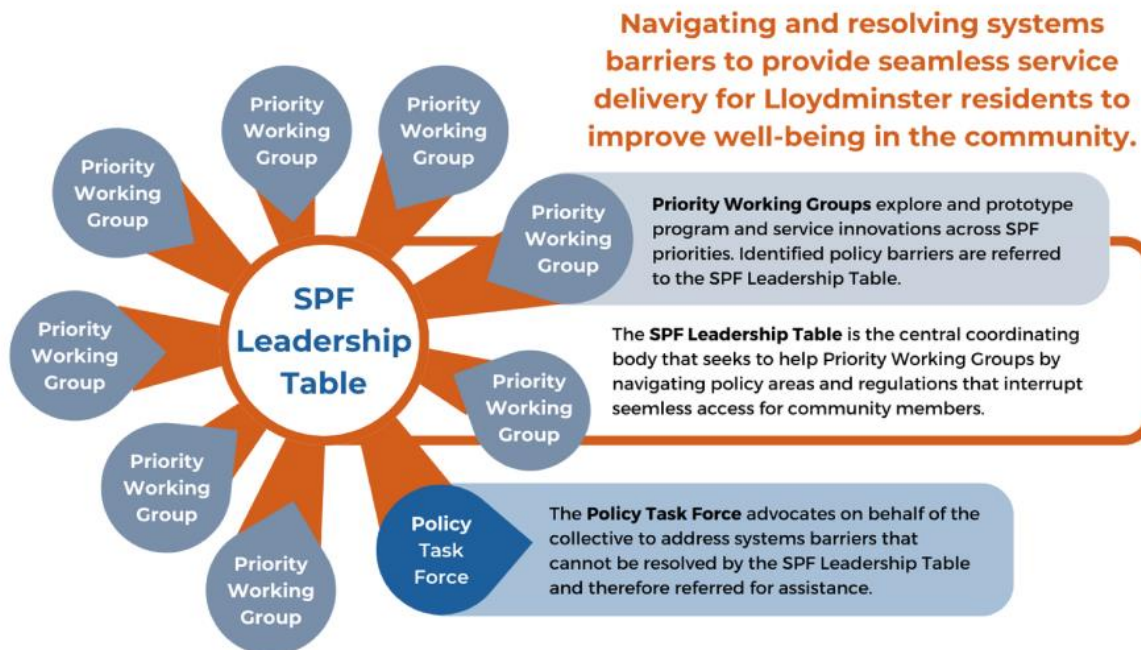 Navigating and resolving systems
barriers to provide seamless service
delivery for Lloydminster residents to
improve well-being in the community.
Priority
Working
Group
Priority
Working
Group
Priority
Working
Group
Priority
Working
Group
Priority Working Groups explore and prototype
program and service innovations across SPF
priorities. Identified policy barriers are referred
to the SPF Leadership Table.
SPF
Leadership
Table
Priority
Working
Group
The SPF Leadership Table is the central coordinating
body that seeks to help Priority Working Groups by
navigating policy areas and regulations that interrupt
seemless access for community members.
Priority
Working
Group
Priority
Working
Group
Priority
Working
Group
Policy
Task
Force
The Policy Task Force advocates on behalf of the
collective to address systems barriers that
cannot be resolved by the SPF Leadership Table
and therefore referred for assistance.